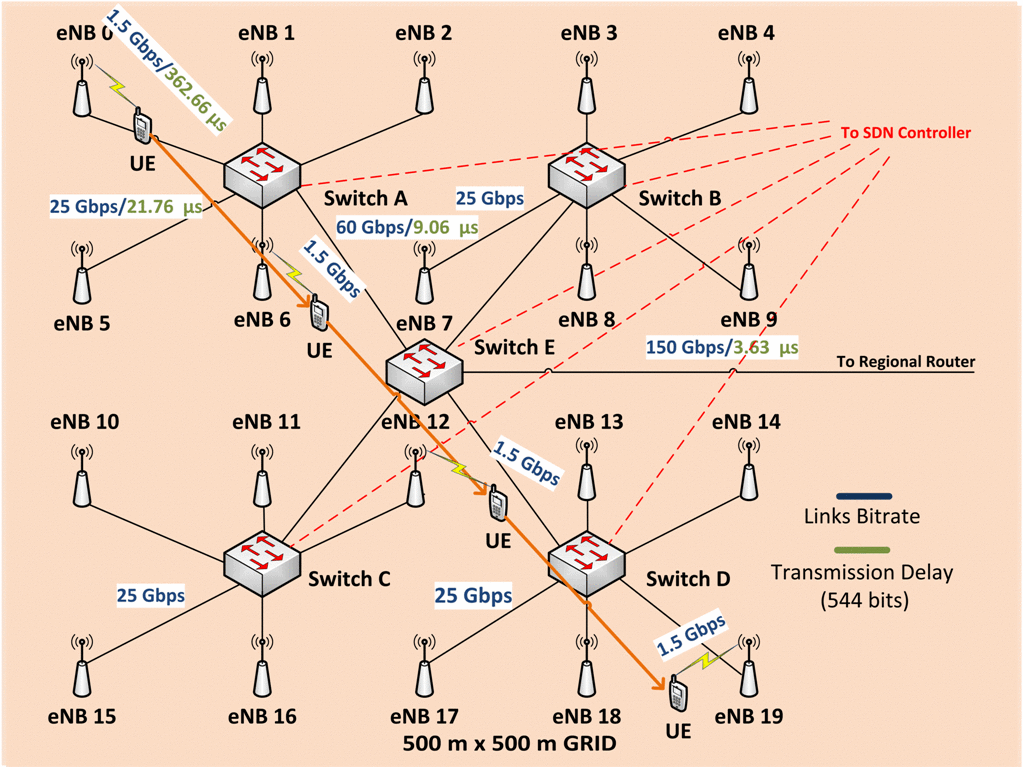 eNB 0
1.5 Gbps/362.66 μs
eNB 1
eNB 2
eNB 3
eNB 4
To SDN Controller
UE
Switch A
25 Gbps
Switch B
25 Gbps/21.76 μs
60 Gbps/9.06 μs
1.5 Gbps
eNB 5
eNB 6
eNB 7
eNB 8
eNB 9
UE
Switch E
150 Gbps/3.63 μs
To Regional Router
eNB 10
eNB 11
eNB 12
eNB 13
eNB 14
1.5 Gbps
Links Bitrate
UE
Switch C
Switch D
Transmission Delay
(544 bits)
25 Gbps
25 Gbps
1.5 Gbps
eNB 15
eNB 16
eNB 17
eNB 18
UE
eNB 19
500 m x 500 m GRID